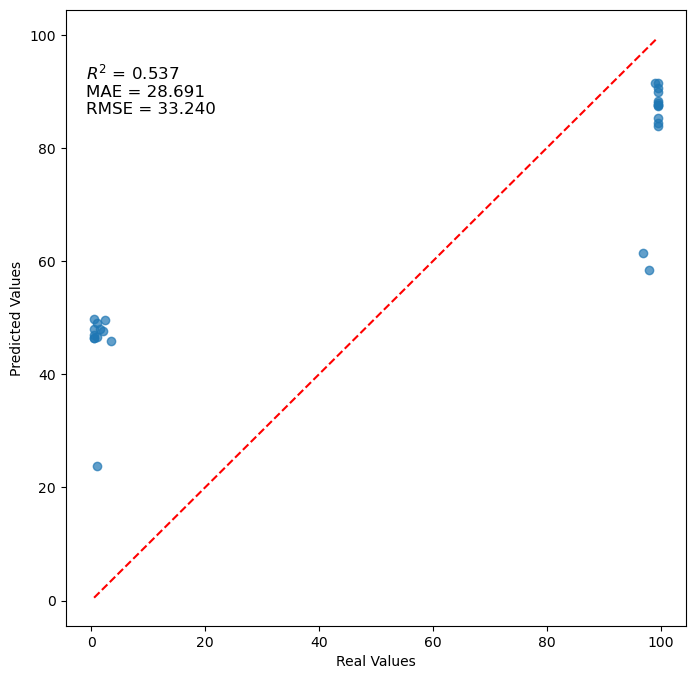 R² = 0.537
MAE = 28.691
RMSE = 33.240
Predicted Values
100
80
60
40
20
0
0 20 40 60 80 100
Real Values